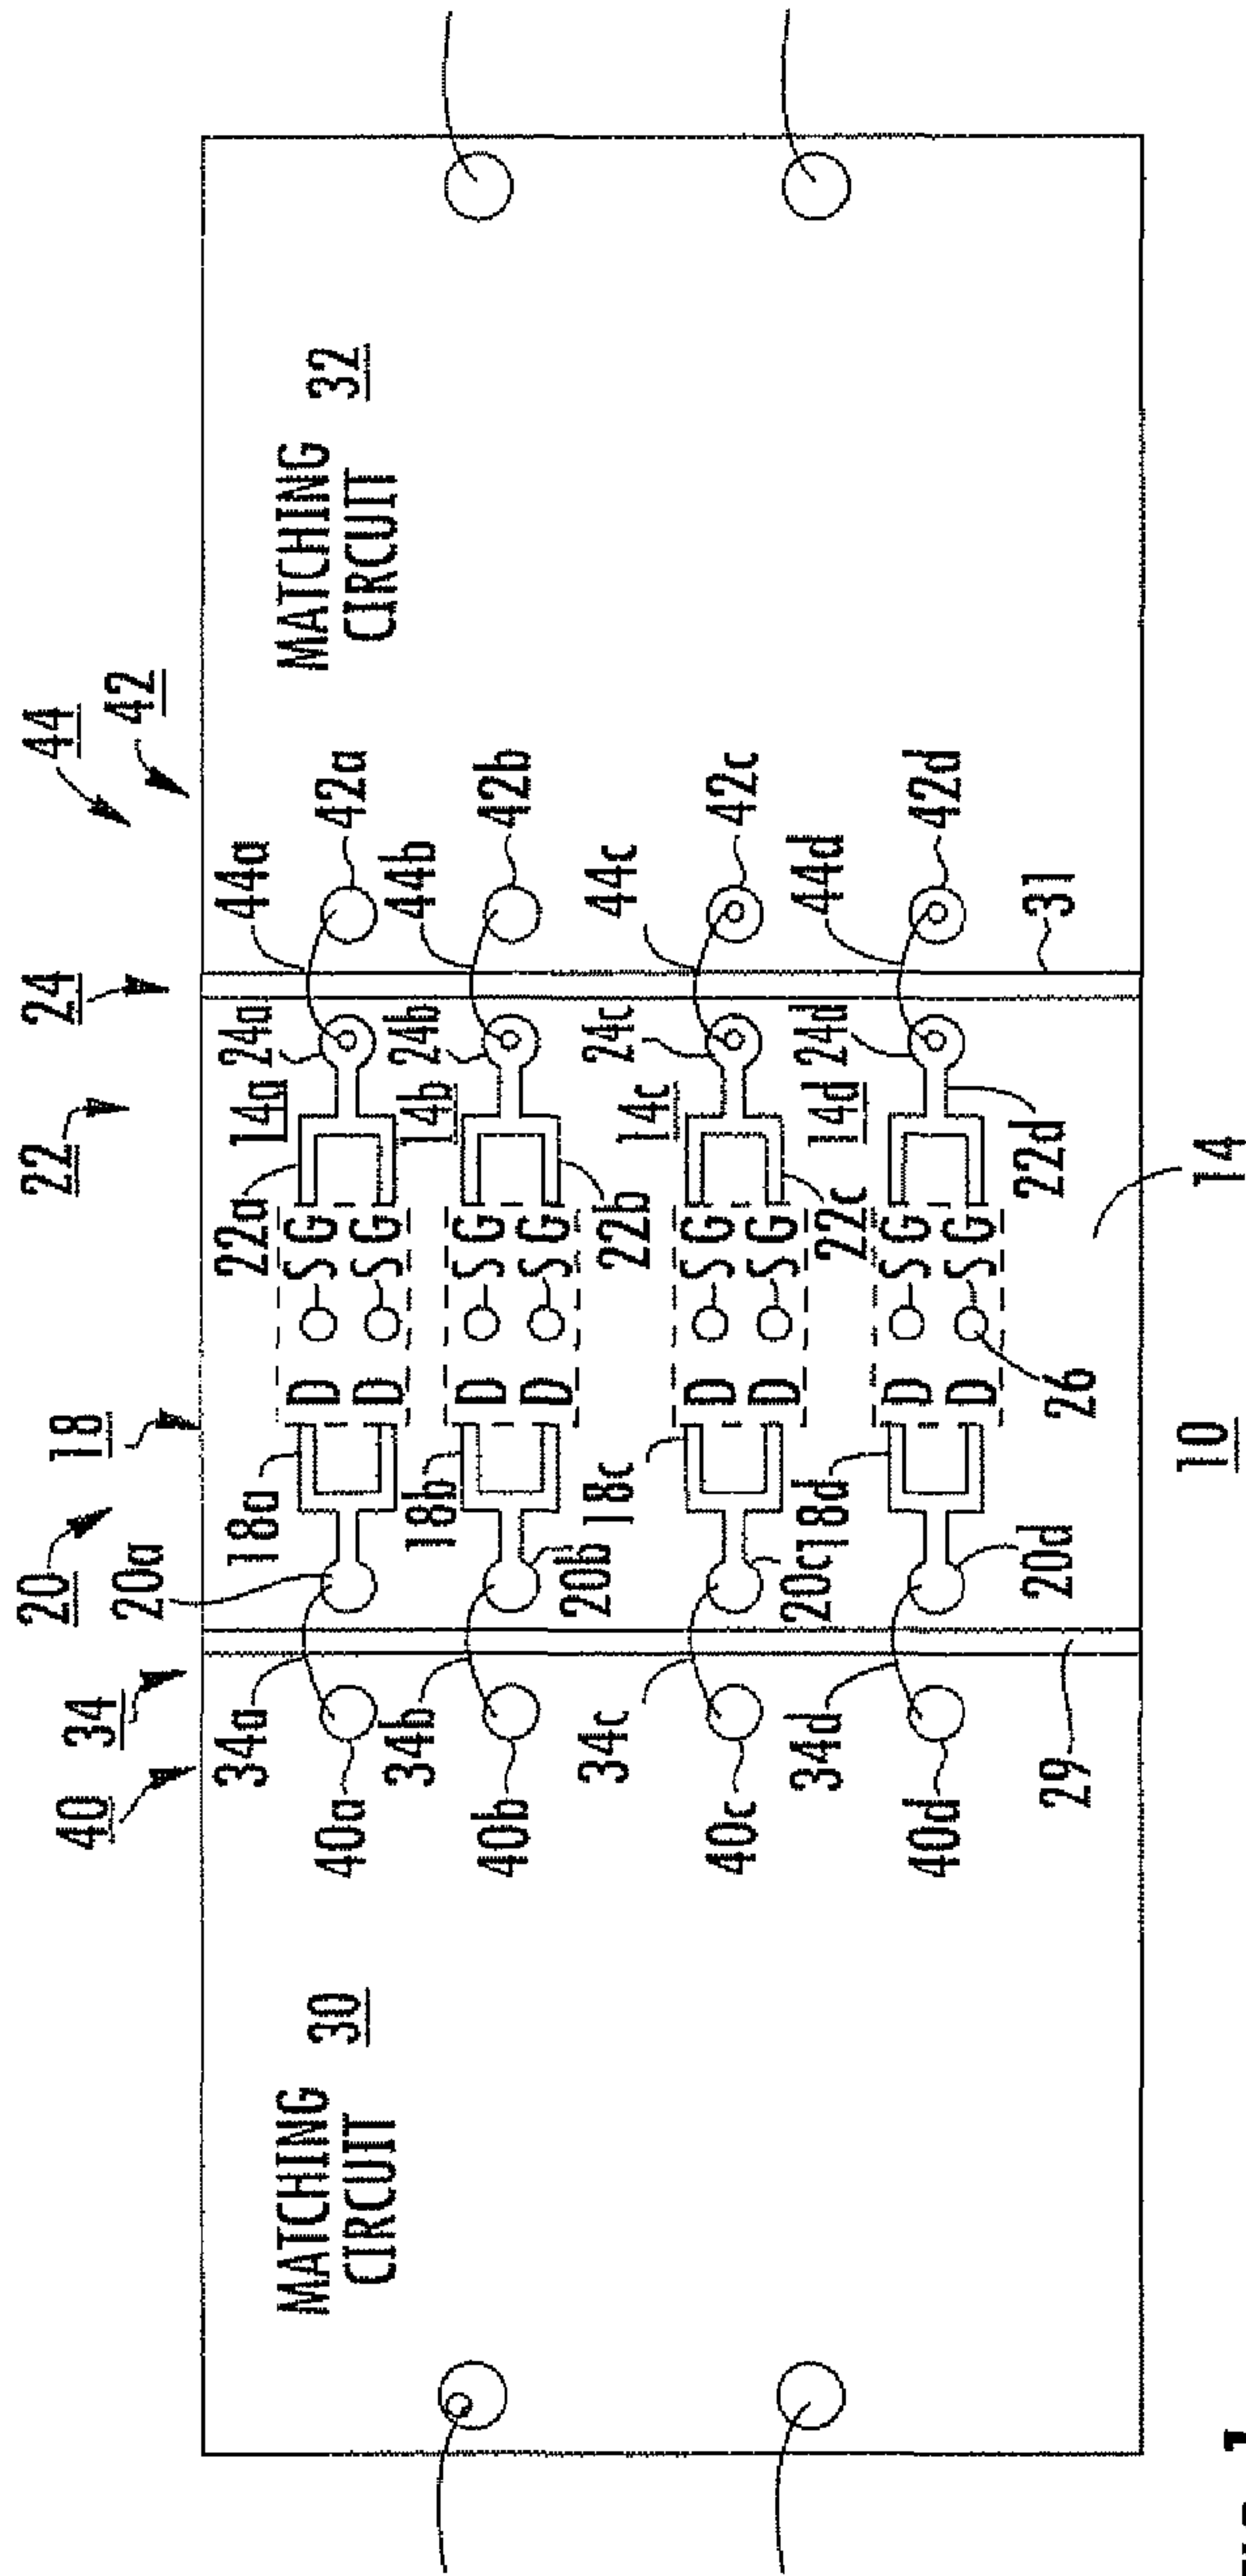 44
42
24
22
18
20
34
40
20a
44a
42a
44b
42b
44c
42c
44d
42d
31
24a
24b
24c
24d
14a
14b
14c
14d
22a
22b
22c
22d
S G
S G
S G
S G
S G
S G
S G
S G
D
D
D
D
D
D
D
D
26
14
10
18a
18b
18c
18d
20b
20c
20d
34a
34b
34c
34d
40a
40b
40c
40d
29
MATCHING
CIRCUIT
30
MATCHING
CIRCUIT
32